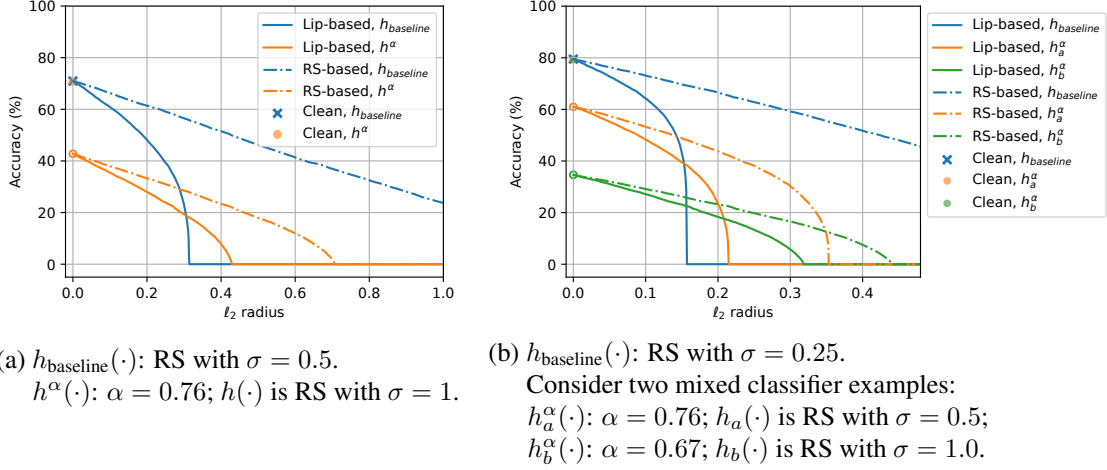 100
80
60
40
20
0
Accuracy (%)
0.0 0.2 0.4 0.6 0.8 1.0
ℓ₂ radius
Lip-based, h_baseline
Lip-based, h^α
RS-based, h_baseline
RS-based, h^α
Clean, h_baseline
Clean, h^α
100
80
60
40
20
0
Accuracy (%)
0.0 0.1 0.2 0.3 0.4
ℓ₂ radius
Lip-based, h_baseline
Lip-based, h_a^α
Lip-based, h_b^α
RS-based, h_baseline
RS-based, h_a^α
RS-based, h_b^α
Clean, h_baseline
Clean, h_a^α
Clean, h_b^α
(a) h_baseline(·): RS with σ = 0.5.
h^α(·): α = 0.76; h(·) is RS with σ = 1.
(b) h_baseline(·): RS with σ = 0.25.
Consider two mixed classifier examples:
h_a^α(·): α = 0.76; h_a(·) is RS with σ = 0.5;
h_b^α(·): α = 0.67; h_b(·) is RS with σ = 1.0.